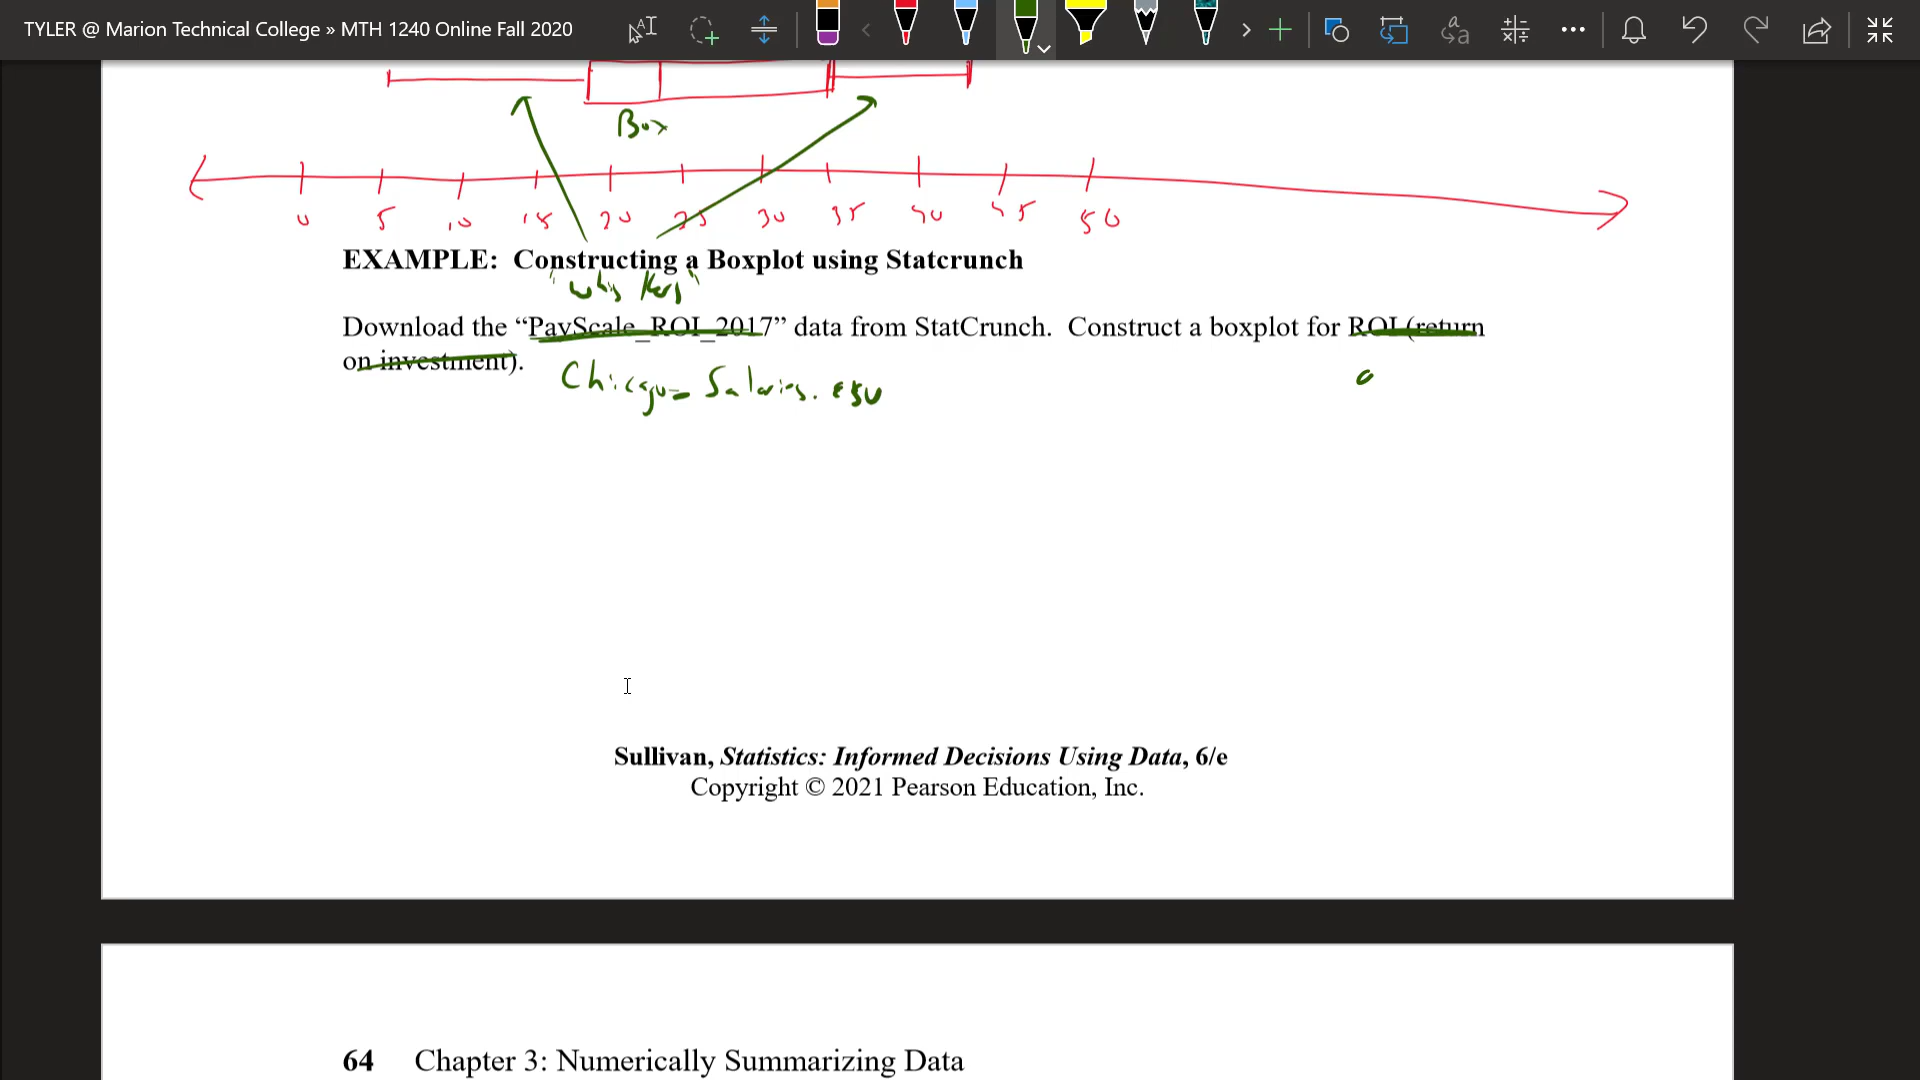 TYLER @ Marion Technical College » MTH 1240 Online Fall 2020
Box
0 5 10 15 20 25 30 35 40 45 50
EXAMPLE: Constructing a Boxplot using Statcrunch
"whiskers"
Download the “PayScale_ROI_2017” data from StatCrunch. Construct a boxplot for ROI (return
on investment).
Chicago_Salaries.csv
Sullivan, Statistics: Informed Decisions Using Data, 6/e
Copyright © 2021 Pearson Education, Inc.
64 Chapter 3: Numerically Summarizing Data